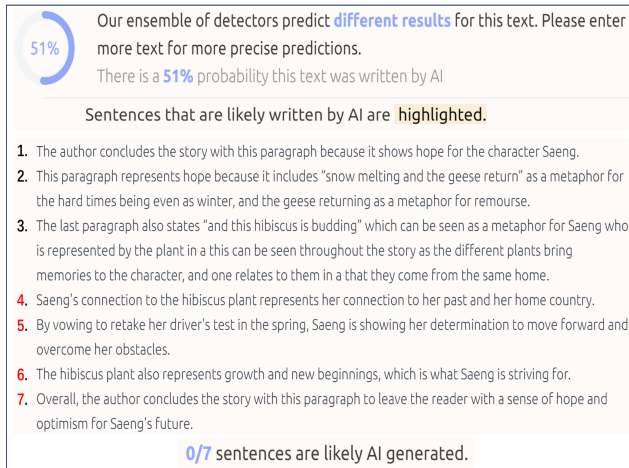 51%
Our ensemble of detectors predict different results for this text. Please enter
more text for more precise predictions.
There is a 51% probability this text was written by AI
Sentences that are likely written by AI are highlighted.
1. The author concludes the story with this paragraph because it shows hope for the character Saeng.
2. This paragraph represents hope because it includes “snow melting and the geese return” as a metaphor for
the hard times being even as winter, and the geese returning as metaphor for remourse.
3. The last paragraph also states “and this hibiscus is budding” which can be seen as a metaphor for Saeng who
is represented by the plant in a this can be seen throughout the story as the different plants bring
memories to the character, and one relates to them in a that they come from the same home.
4. Saeng's connection to the hibiscus plant represents her connection to her past and her home country.
5. By vowing to retake her driver's test in the spring, Saeng is showing her determination to move forward and
overcome her obstacles.
6. The hibiscus plant also represents growth and new beginnings, which is what Saeng is striving for.
7. Overall, the author concludes the story with this paragraph to leave the reader with a sense of hope and
optimism for Saeng's future.
0/7 sentences are likely AI generated.